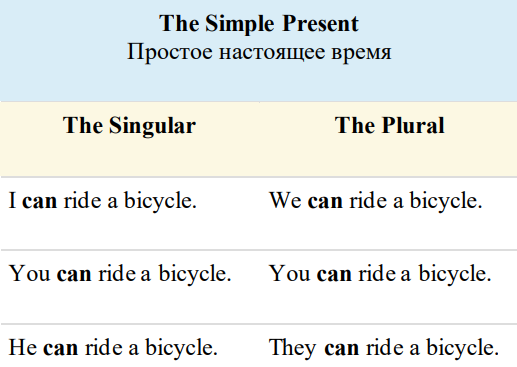 The Simple Present
Простое настоящее время
The Singular The Plural
I can ride a bicycle. We can ride a bicycle.
You can ride a bicycle. You can ride a bicycle.
He can ride a bicycle. They can ride a bicycle.